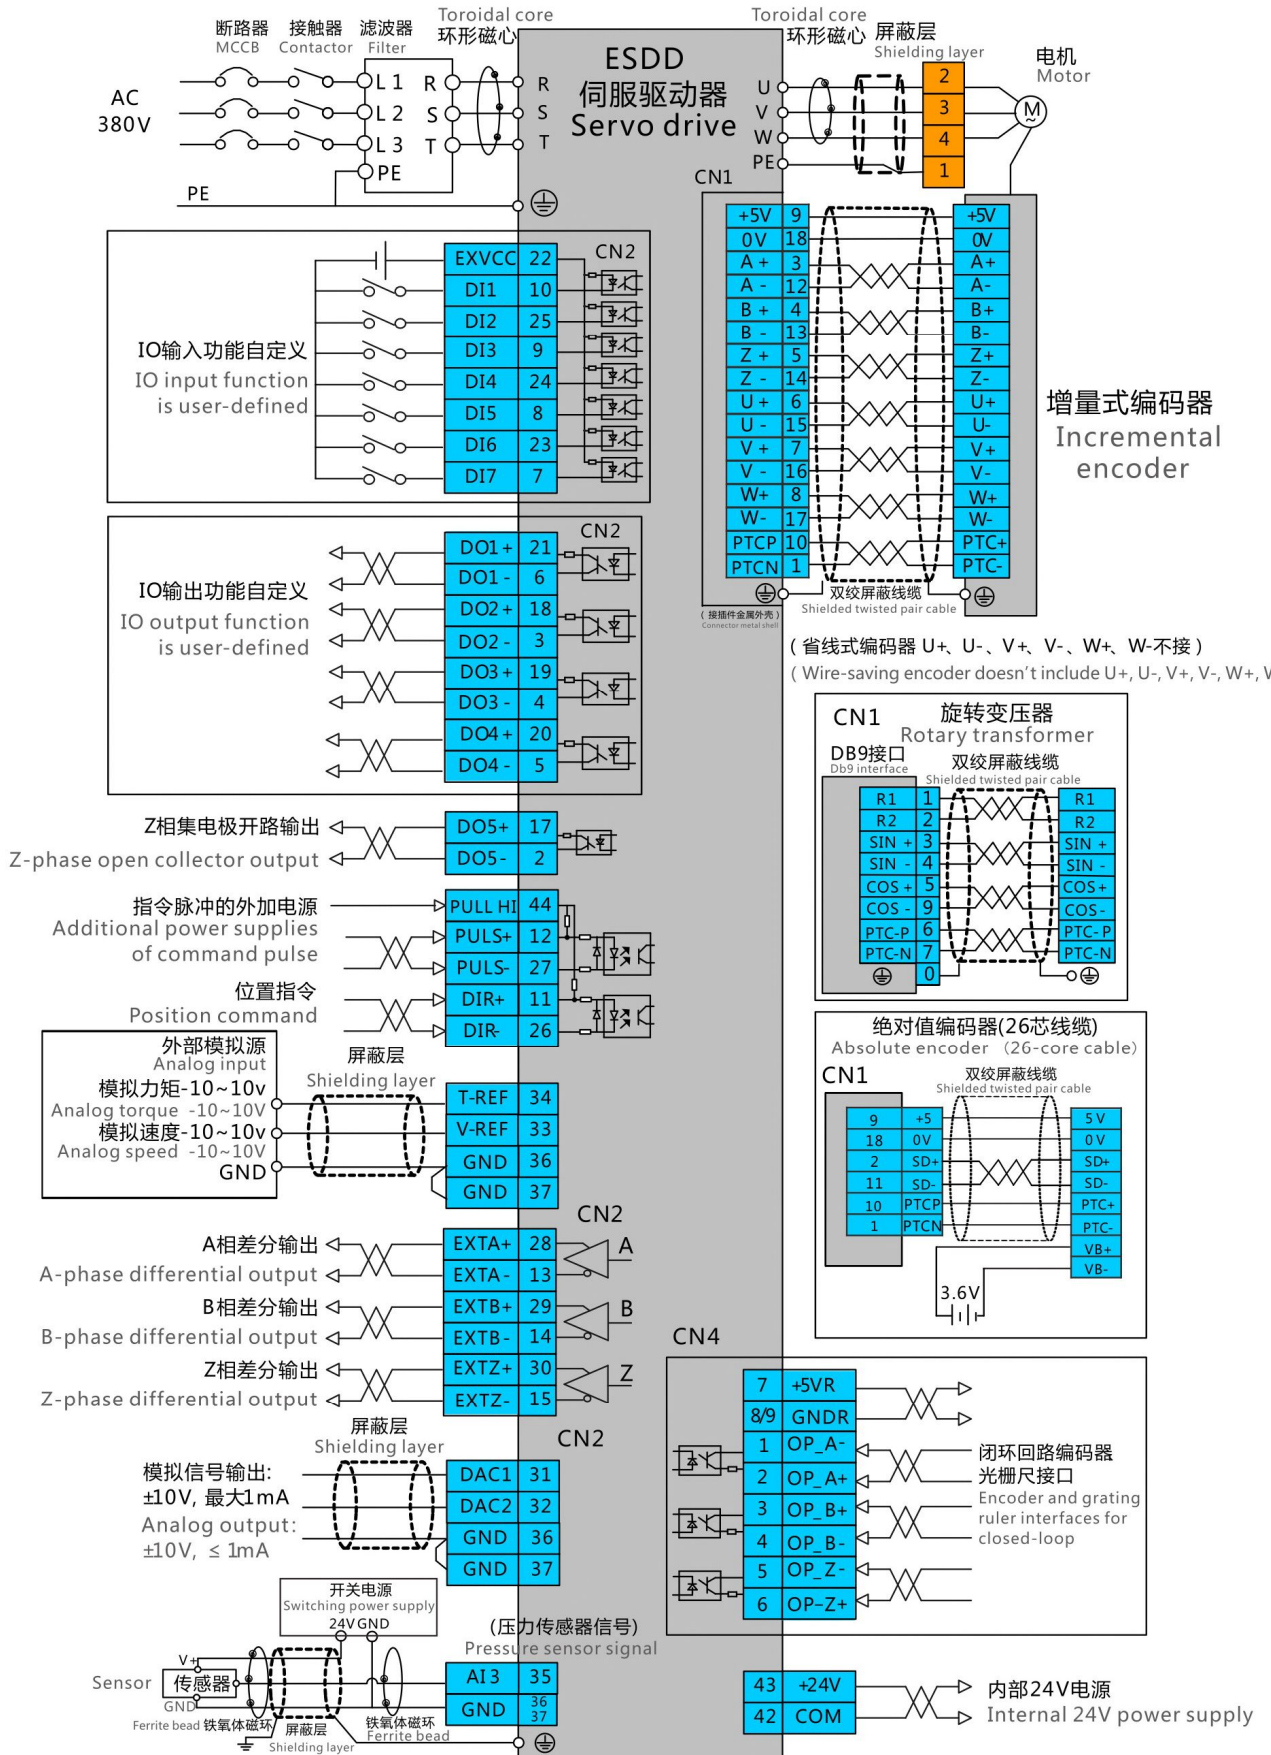 断路器
MCCB
接触器
Contactor
滤波器
Filter
Toroidal core
环形磁心
AC
380V
L1 R
L2 S
L3 T
PE
PE
R
S
T
ESDD
伺服驱动器
Servo drive
Toroidal core
环形磁心
屏蔽层
Shielding layer
电机
Motor
U
V
W
PE
2
3
4
1
M
~
CN1
+5V 9 +5V
0V 18 0V
A+ 3 A+
A- 12 A-
B+ 4 B+
B- 13 B-
Z+ 5 Z+
Z- 14 Z-
U+ 6 U+
U- 15 U-
V+ 7 V+
V- 16 V-
W+ 8 W+
W- 17 W-
PTCP 10 PTC+
PTCN 1 PTC-
双绞屏蔽线缆
Shielded twisted pair cable
(接插件金属外壳)
Connector metal shell
增量式编码器
Incremental
encoder
(省线式编码器 U+、U-、V+、V-、W+、W-不接)
(Wire-saving encoder doesn't include U+, U-, V+, V-, W+,
CN2
EXVCC 22
DI1 10
DI2 25
DI3 9
DI4 24
DI5 8
DI6 23
DI7 7
IO输入功能自定义
IO input function
is user-defined
CN2
DO1+ 21
DO1- 6
DO2+ 18
DO2- 3
DO3+ 19
DO3- 4
DO4+ 20
DO4- 5
IO输出功能自定义
IO output function
is user-defined
Z相集电极开路输出
Z-phase open collector output
DO5+ 17
DO5- 2
指令脉冲的外加电源
Additional power supplies
of command pulse
位置指令
Position command
PULL HI 44
PULS+ 12
PULS- 27
DIR+ 11
DIR- 26
外部模拟源
Analog input
模拟力矩-10~10v
Analog torque -10~10V
模拟速度-10~10v
Analog speed -10~10V
GND
屏蔽层
Shielding layer
T-REF 34
V-REF 33
GND 36
GND 37
CN2
A相差分输出
A-phase differential output
B相差分输出
B-phase differential output
Z相差分输出
Z-phase differential output
EXTA+ 28
EXTA- 13
EXTB+ 29
EXTB- 14
EXTZ+ 30
EXTZ- 15
A
B
Z
CN2
屏蔽层
Shielding layer
模拟信号输出:
±10V, 最大1mA
Analog output:
±10V, ≤ 1mA
DAC1 31
DAC2 32
GND 36
GND 37
开关电源
Switching power supply
24V GND
(压力传感器信号)
Pressure sensor signal
V+
Sensor 传感器
GND
Ferrite bead 铁氧体磁环
屏蔽层
Shielding layer
铁氧体磁环
Ferrite bead
AI3 35
GND 36
37
CN1
旋转变压器
Rotary transformer
DB9接口
Db9 interface
双绞屏蔽线缆
Shielded twisted pair cable
R1 1 R1
R2 2 R2
SIN + 3 SIN +
SIN - 4 SIN -
COS + 5 COS+
COS - 9 COS-
PTC-P 6 PTC-P
PTC-N 7 PTC-N
0
绝对值编码器(26芯线缆)
Absolute encoder (26-core cable)
CN1
双绞屏蔽线缆
Shielded twisted pair cable
9 +5 5V
18 0V 0V
2 SD+ SD+
11 SD- SD-
10 PTCP PTC+
1 PTCN PTC-
VB+
VB-
3.6V
CN4
7 +5VR
8/9 GNDR
1 OP_A-
2 OP_A+
3 OP_B+
4 OP_B-
5 OP_Z-
6 OP-Z+
闭环回路编码器
光栅尺接口
Encoder and grating
ruler interfaces for
closed-loop
43 +24V
42 COM
内部24V电源
Internal 24V power supply